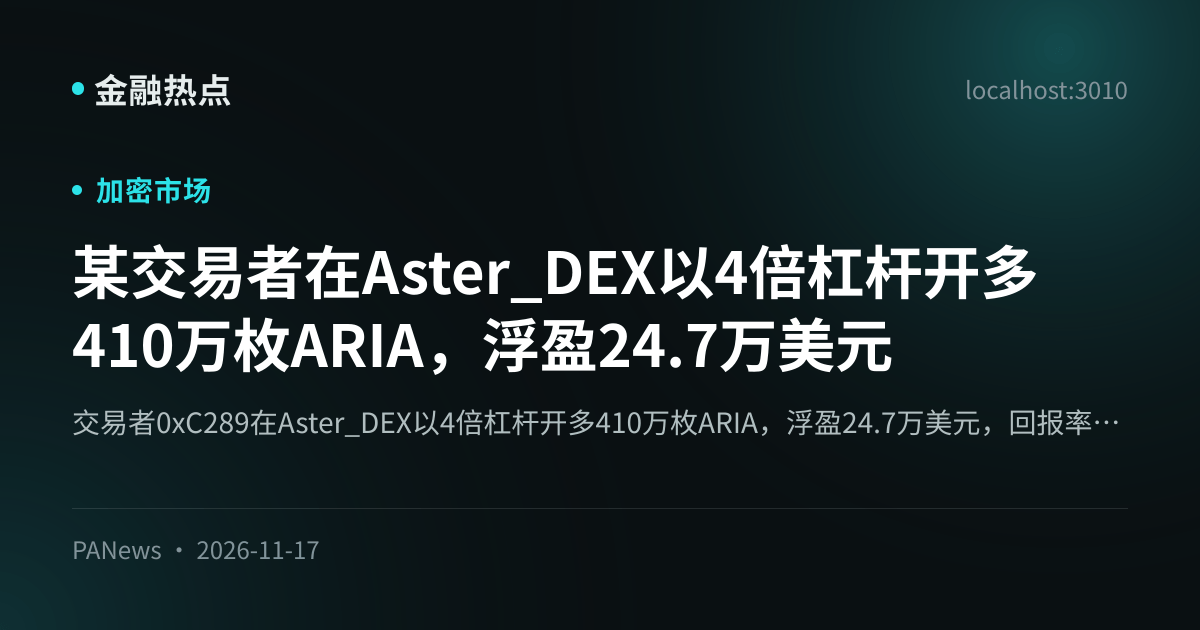 金融热点
localhost:3010
加密市场
某交易者在Aster_DEX以4倍杠杆开多
410万枚ARIA，浮盈24.7万美元
交易者0xC289在Aster_DEX以4倍杠杆开多410万枚ARIA，浮盈24.7万美元，回报率…
PANews • 2026-11-17